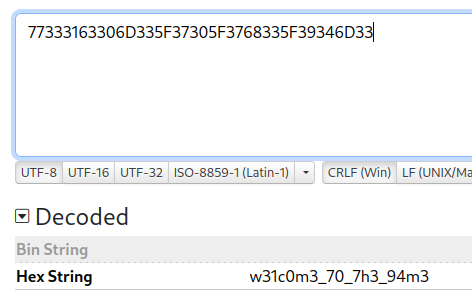 77333163306D335F37305F3768335F39346D33
UTF-8 UTF-16 UTF-32 ISO-8859-1 (Latin-1) CRLF (Win) LF (UNIX/Ma
Decoded
Bin String
Hex String w31c0m3_70_7h3_94m3